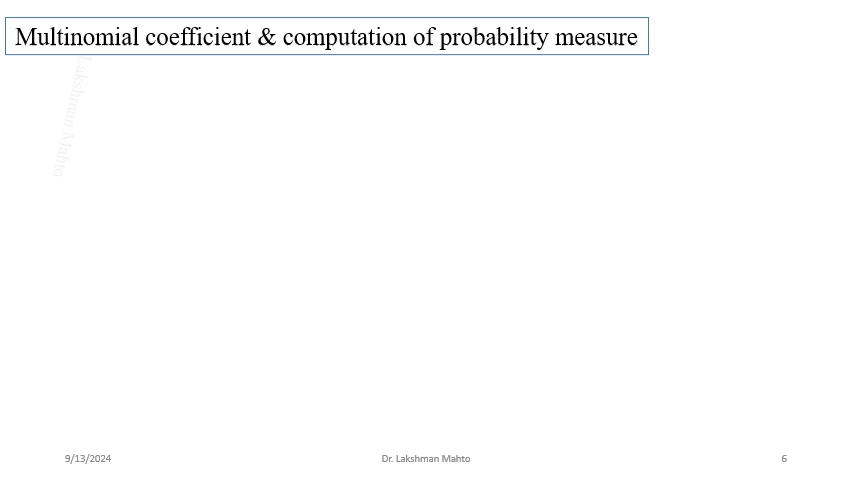 Multinomial coefficient & computation of probability measure
Lakshman Mahto
9/13/2024
Dr. Lakshman Mahto
6